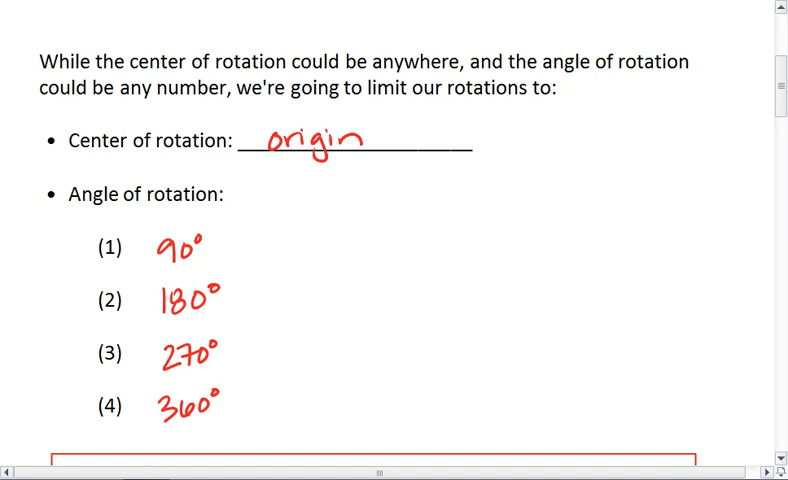 While the center of rotation could be anywhere, and the angle of rotation
could be any number, we're going to limit our rotations to:
• Center of rotation: origin
• Angle of rotation:
(1) 90°
(2) 180°
(3) 270°
(4) 360°